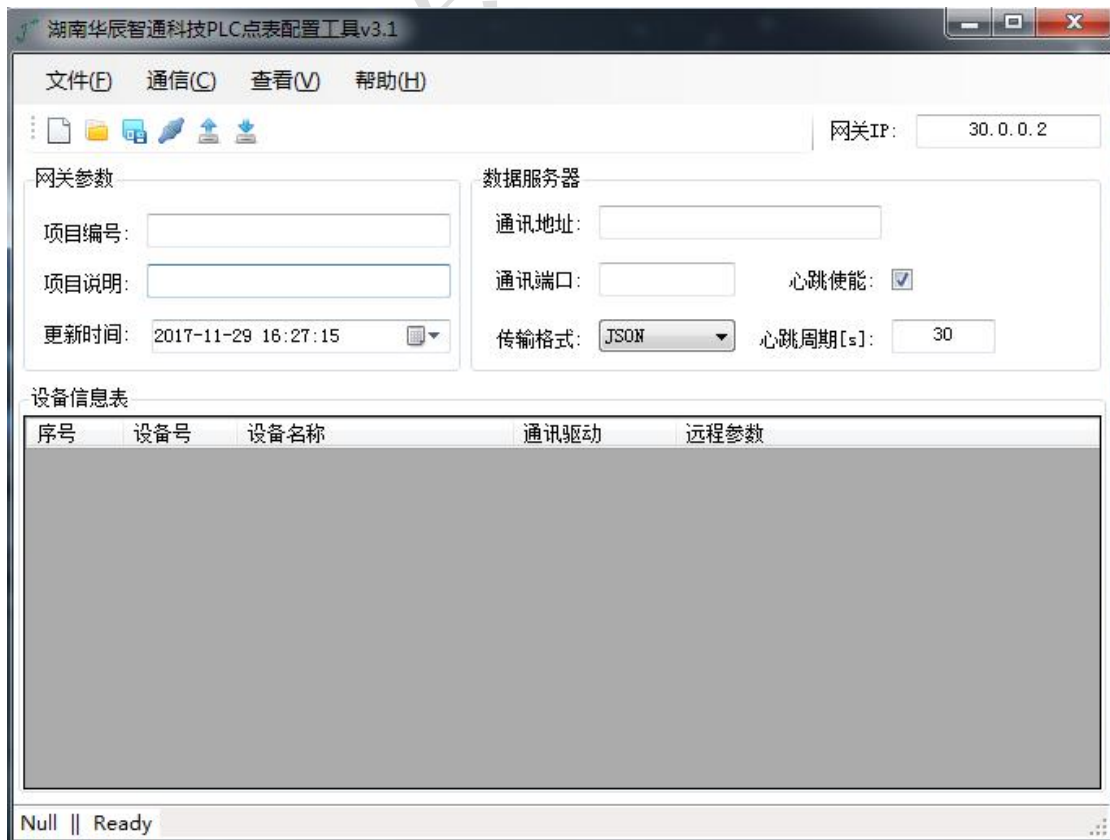 湖南华辰智通科技PLC点表配置工具v3.1
文件(F) 通信(C) 查看(V) 帮助(H)
网关IP: 30.0.0.2
网关参数
项目编号:
项目说明:
更新时间: 2017-11-29 16:27:15
数据服务器
通讯地址:
通讯端口: 心跳使能:
传输格式: JSON 心跳周期[s]: 30
设备信息表
序号 设备号 设备名称 通讯驱动 远程参数
Null || Ready